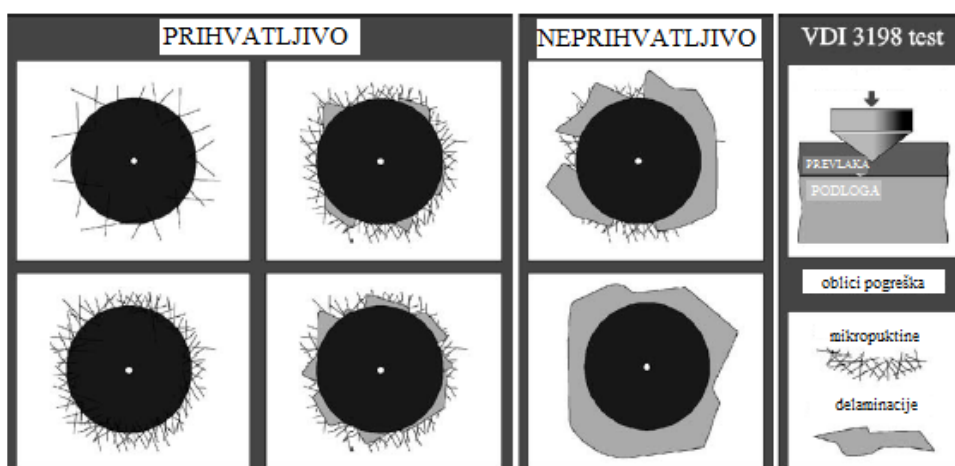 PRIHVATLJIVO
NEPRIHVATLJIVO
VDI 3198 test
PREVLAKA
PODLOGA
oblici pogreška
mikropuktine
delaminacije